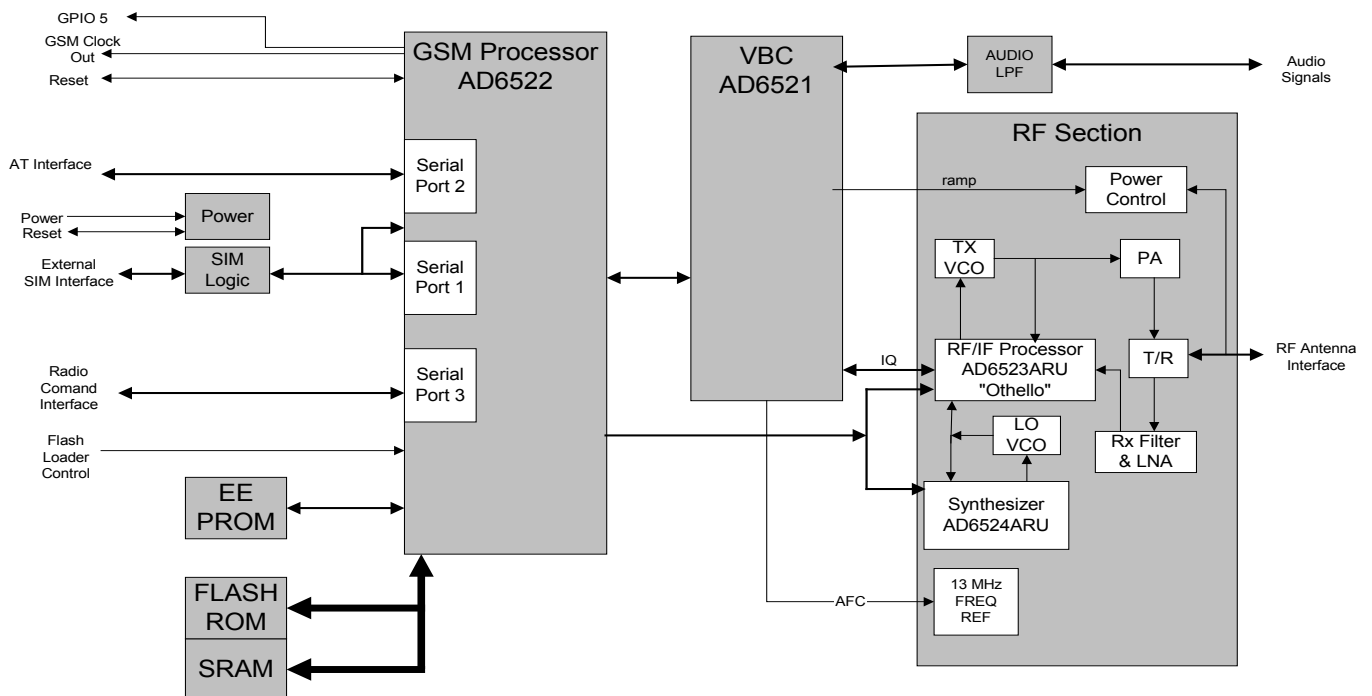 GPIO 5
GSM Clock
Out
Reset
AT Interface
Power
Reset
External
SIM Interface
Radio
Comand
Interface
Flash
Loader
Control
Power
SIM
Logic
EE
PROM
FLASH
ROM
SRAM
GSM Processor
AD6522
Serial
Port 2
Serial
Port 1
Serial
Port 3
VBC
AD6521
AUDIO
LPF
Audio
Signals
RF Section
ramp
Power
Control
TX
VCO
PA
IQ
RF/IF Processor
AD6523ARU
"Othello"
T/R
RF Antenna
Interface
LO
VCO
Rx Filter
& LNA
Synthesizer
AD6524ARU
AFC
13 MHz
FREQ
REF